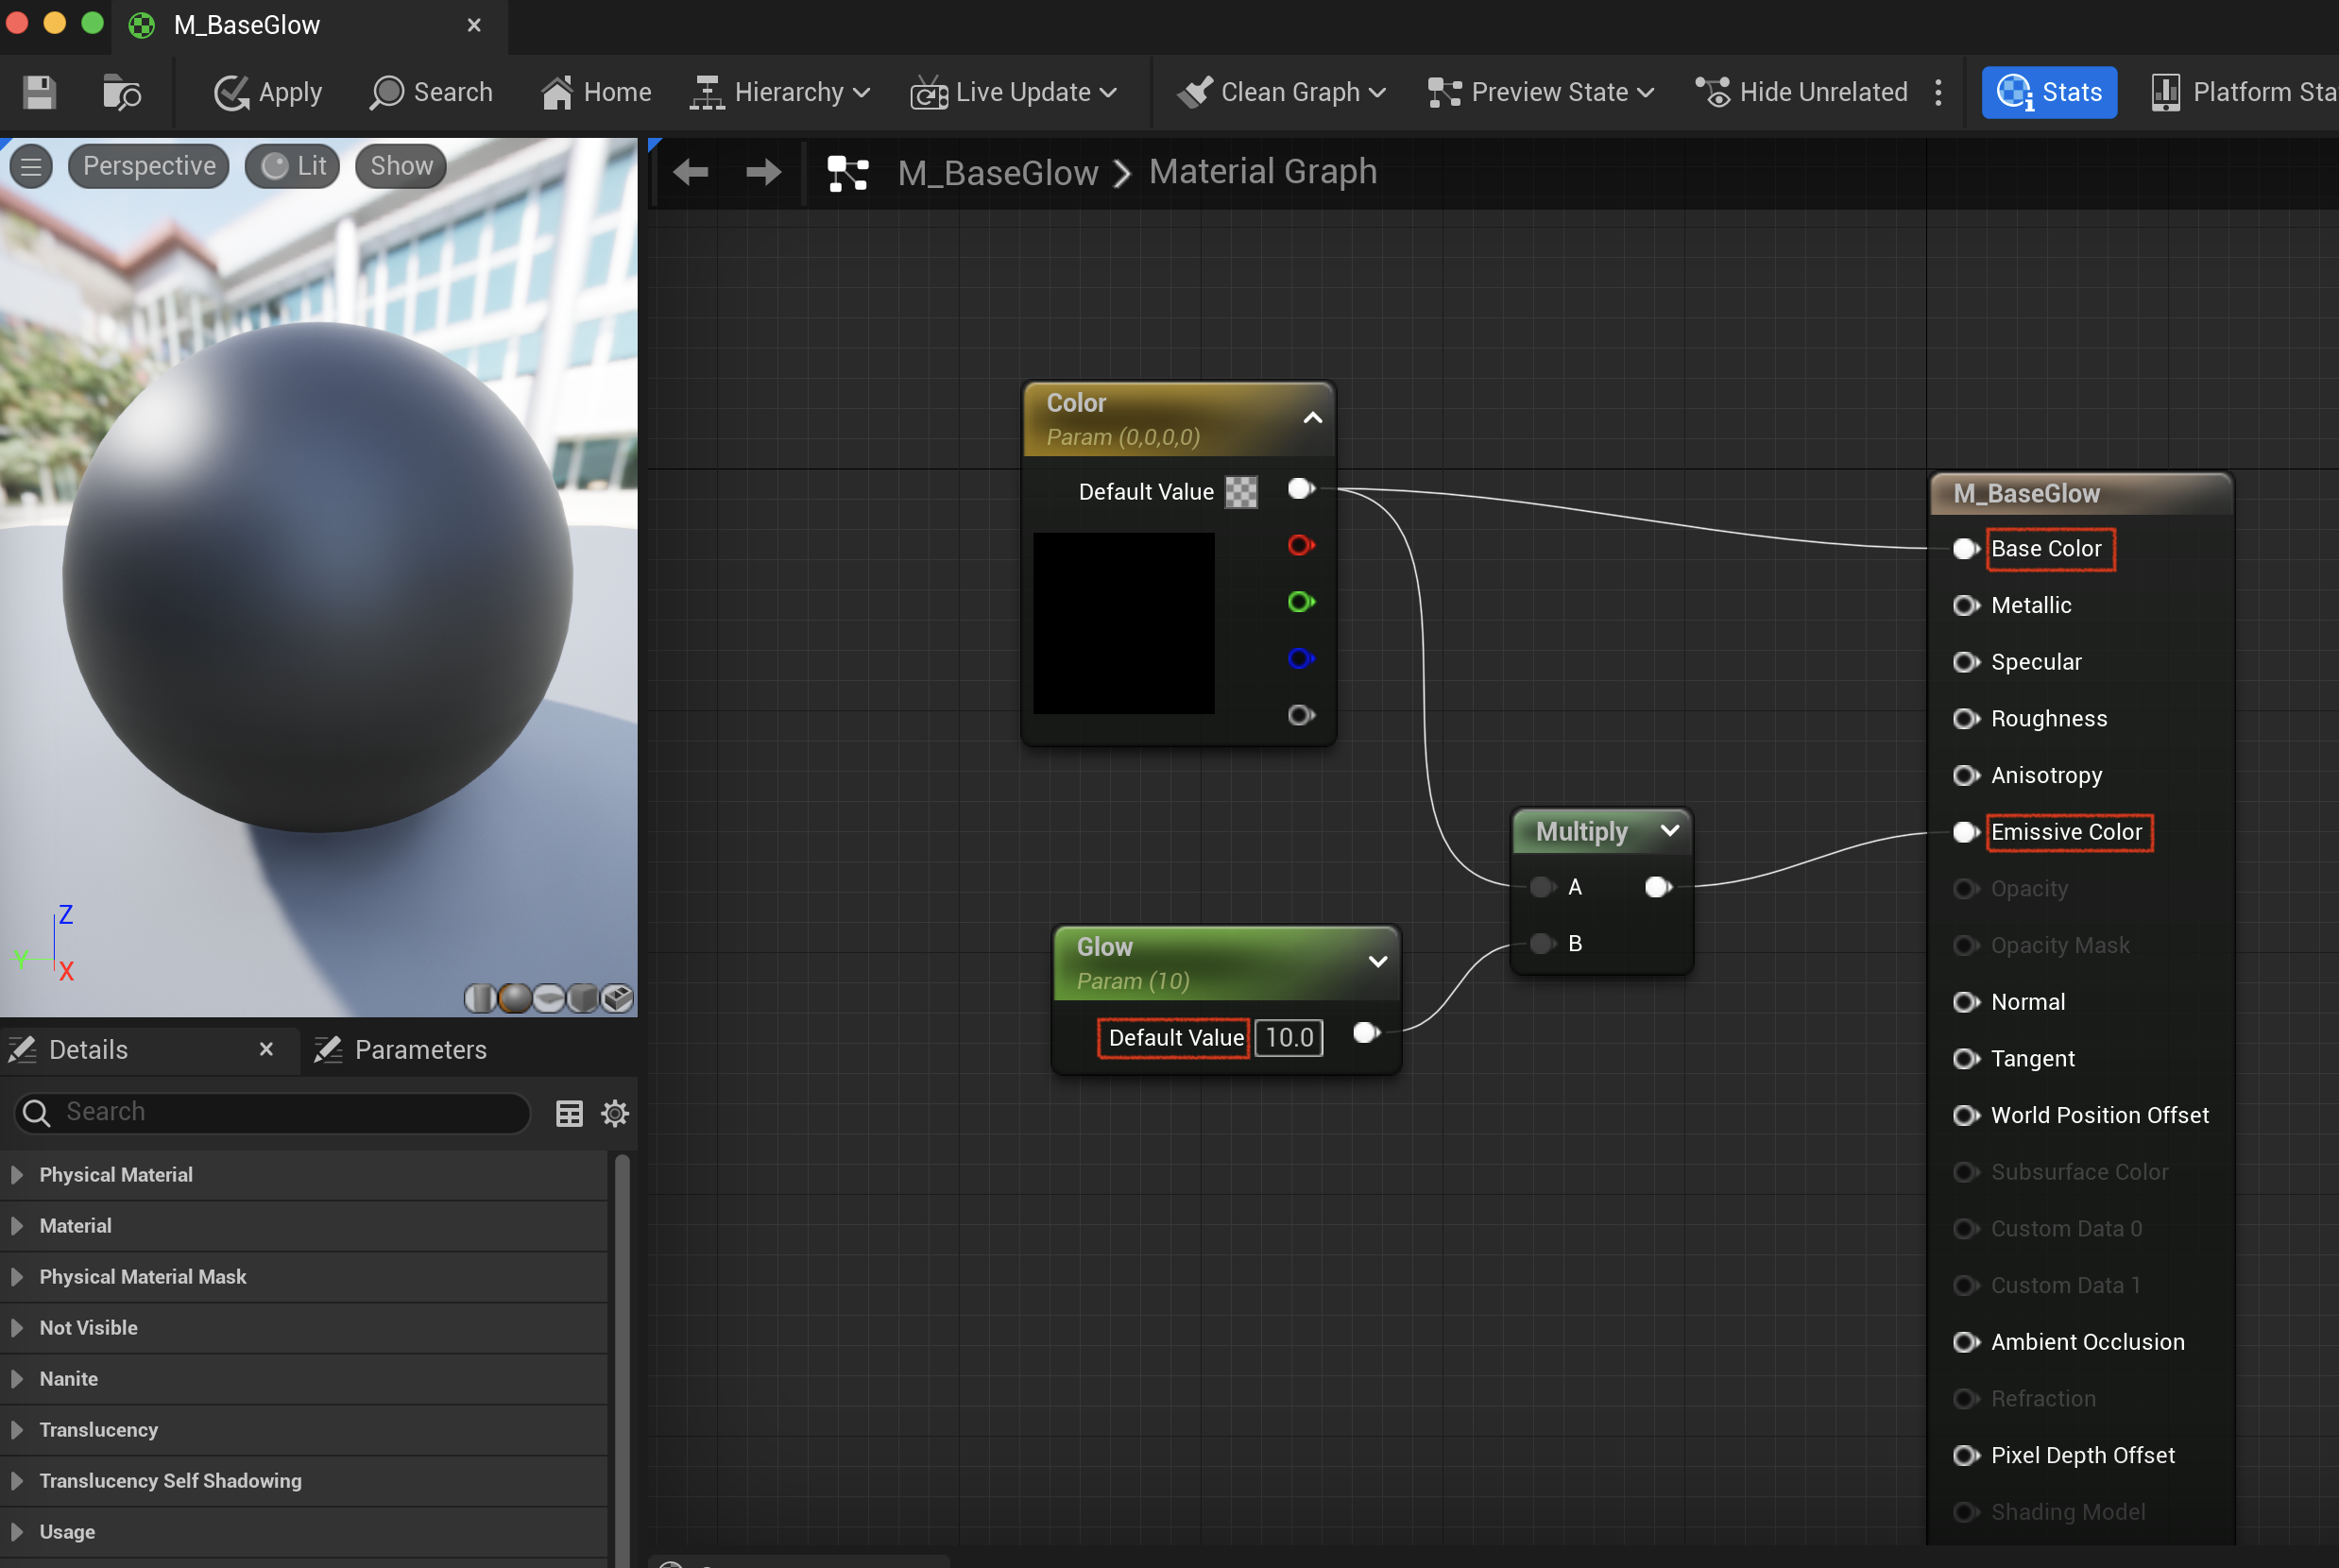 M_BaseGlow
Apply
Search
Home
Hierarchy
Live Update
Clean Graph
Preview State
Hide Unrelated
Stats
Platform Sta
Perspective
Lit
Show
M_BaseGlow
Material Graph
Color
Param (0,0,0,0)
Default Value
M_BaseGlow
Base Color
Metallic
Specular
Roughness
Anisotropy
Emissive Color
Opacity
Opacity Mask
Normal
Tangent
World Position Offset
Subsurface Color
Custom Data 0
Custom Data 1
Ambient Occlusion
Refraction
Pixel Depth Offset
Shading Model
Multiply
A
B
Glow
Param (10)
Default Value 10.0
Z
Y
X
Details
Parameters
Search
Physical Material
Material
Physical Material Mask
Not Visible
Nanite
Translucency
Translucency Self Shadowing
Usage